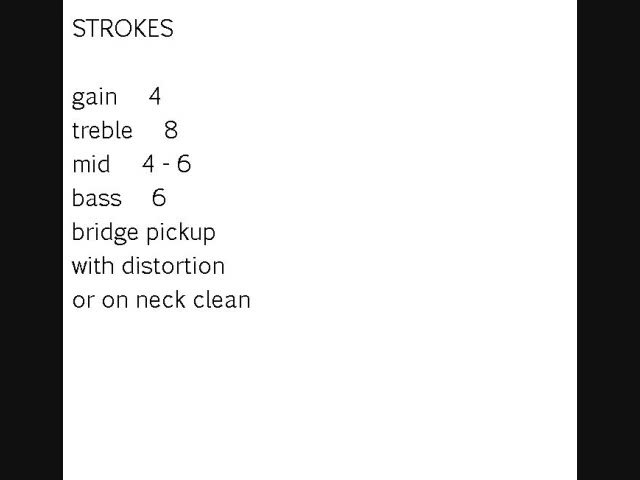 STROKES
gain 4
treble 8
mid 4 - 6
bass 6
bridge pickup
with distortion
or on neck clean